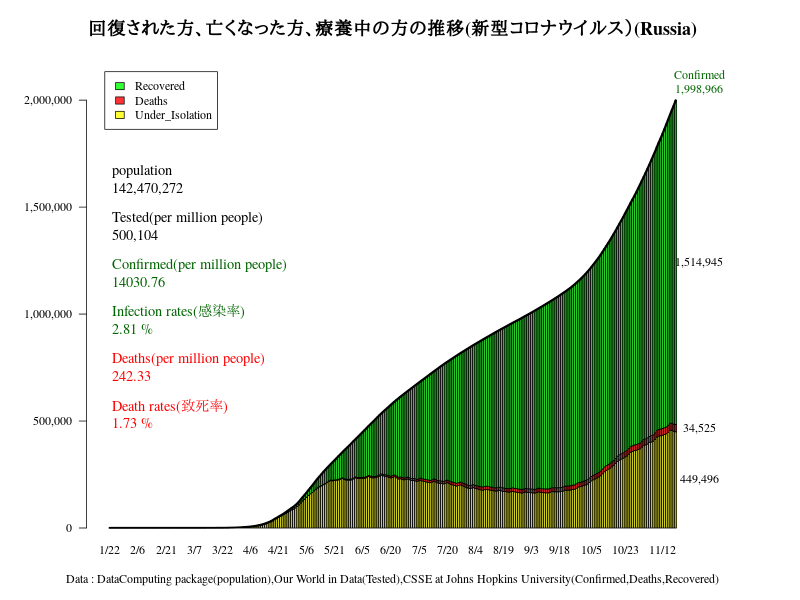 回復された方、亡くなった方、療養中の方の推移(新型コロナウイルス)(Russia)
Confirmed
1,998,966
Recovered
Deaths
Under_Isolation
population
142,470,272
Tested(per million people)
500,104
Confirmed(per million people)
14030.76
Infection rates(感染率)
2.81 %
Deaths(per million people)
242.33
Death rates(致死率)
1.73 %
2,000,000
1,500,000
1,000,000
500,000
0
1,514,945
34,525
449,496
1/22 2/6 2/21 3/7 3/22 4/6 4/21 5/6 5/21 6/5 6/20 7/5 7/20 8/4 8/19 9/3 9/18 10/5 10/23 11/12
Data : DataComputing package(population),Our World in Data(Tested),CSSE at Johns Hopkins University(Confirmed,Deaths,Recovered)